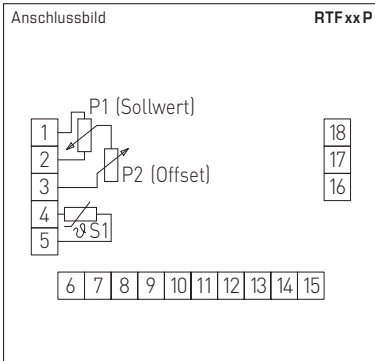 Anschlussbild RTF xx P
P1 (Sollwert)
1
2
P2 (Offset)
3
4
ϑ S1
5
18
17
16
6 7 8 9 10 11 12 13 14 15